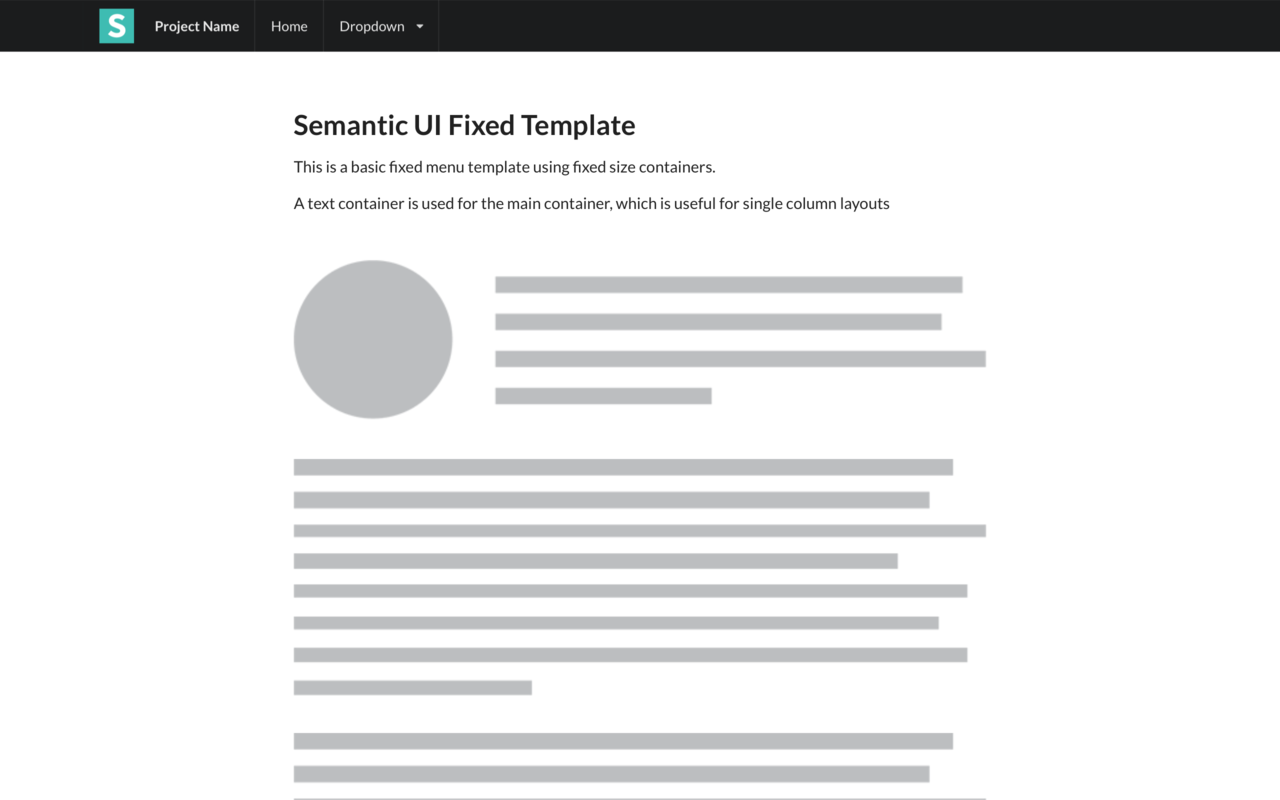 S Project Name Home Dropdown
Semantic UI Fixed Template
This is a basic fixed menu template using fixed size containers.
A text container is used for the main container, which is useful for single column layouts